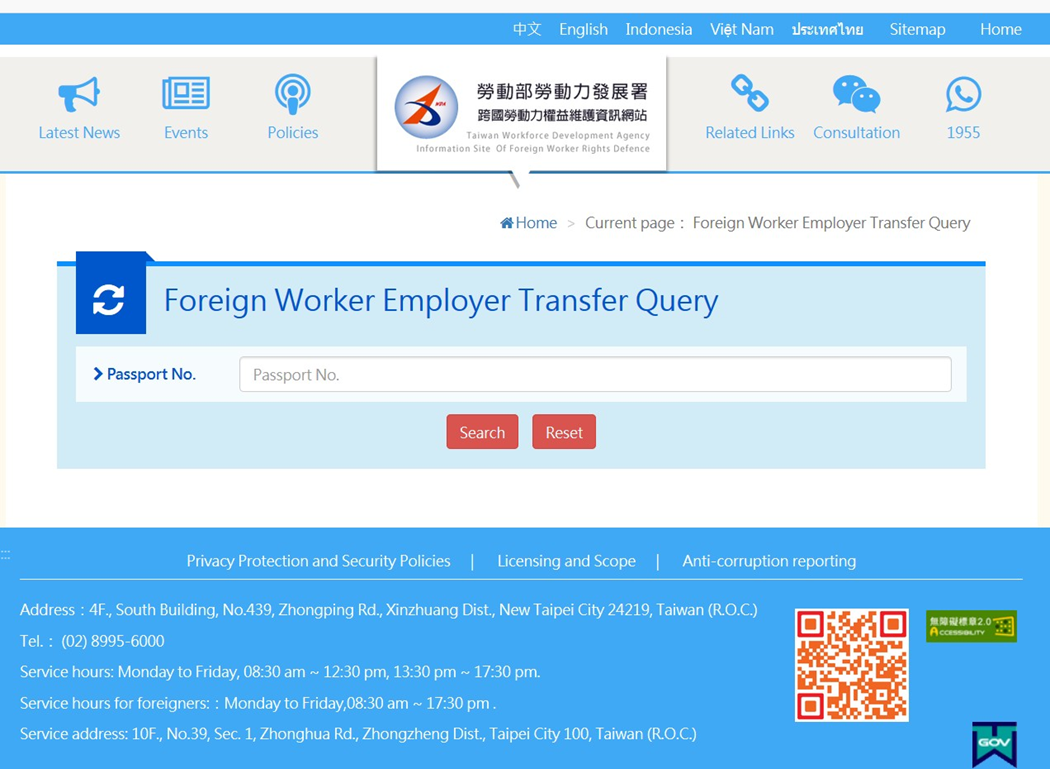 中文 English Indonesia Việt Nam ประเทศไทย Sitemap Home
Latest News
Events
Policies
勞動部勞動力發展署
跨國勞動力權益維護資訊網站
Taiwan Workforce Development Agency
Information Site Of Foreign Worker Rights Defence
Related Links
Consultation
1955
Home > Current page： Foreign Worker Employer Transfer Query
Foreign Worker Employer Transfer Query
Passport No.
Passport No.
Search
Reset
:::
Privacy Protection and Security Policies | Licensing and Scope | Anti-corruption reporting
Address：4F., South Building, No.439, Zhongping Rd., Xinzhuang Dist., New Taipei City 24219, Taiwan (R.O.C.)
Tel.： (02) 8995-6000
Service hours: Monday to Friday, 08:30 am ~ 12:30 pm, 13:30 pm ~ 17:30 pm.
Service hours for foreigners:：Monday to Friday,08:30 am ~ 17:30 pm .
Service address: 10F., No.39, Sec. 1, Zhonghua Rd., Zhongzheng Dist., Taipei City 100, Taiwan (R.O.C.)
無障礙標章2.0
ACCESSIBILITY
GOV